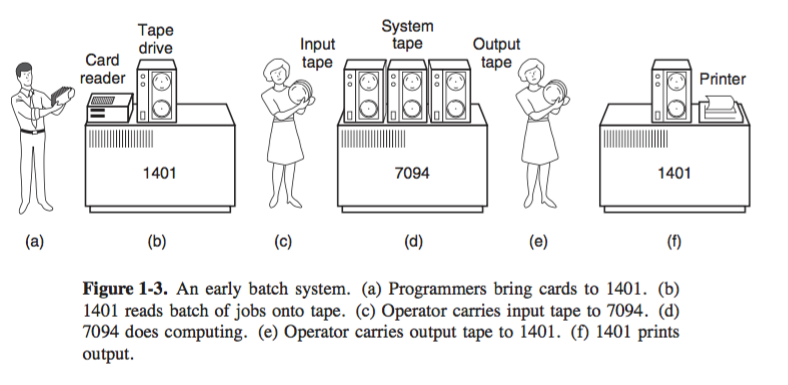 Tape
drive
Card
reader
Input
tape
System
tape
Output
tape
Printer
1401
7094
1401
(a)
(b)
(c)
(d)
(e)
(f)
Figure 1-3. An early batch system. (a) Programmers bring cards to 1401. (b)
1401 reads batch of jobs onto tape. (c) Operator carries input tape to 7094. (d)
7094 does computing. (e) Operator carries output tape to 1401. (f) 1401 prints
output.